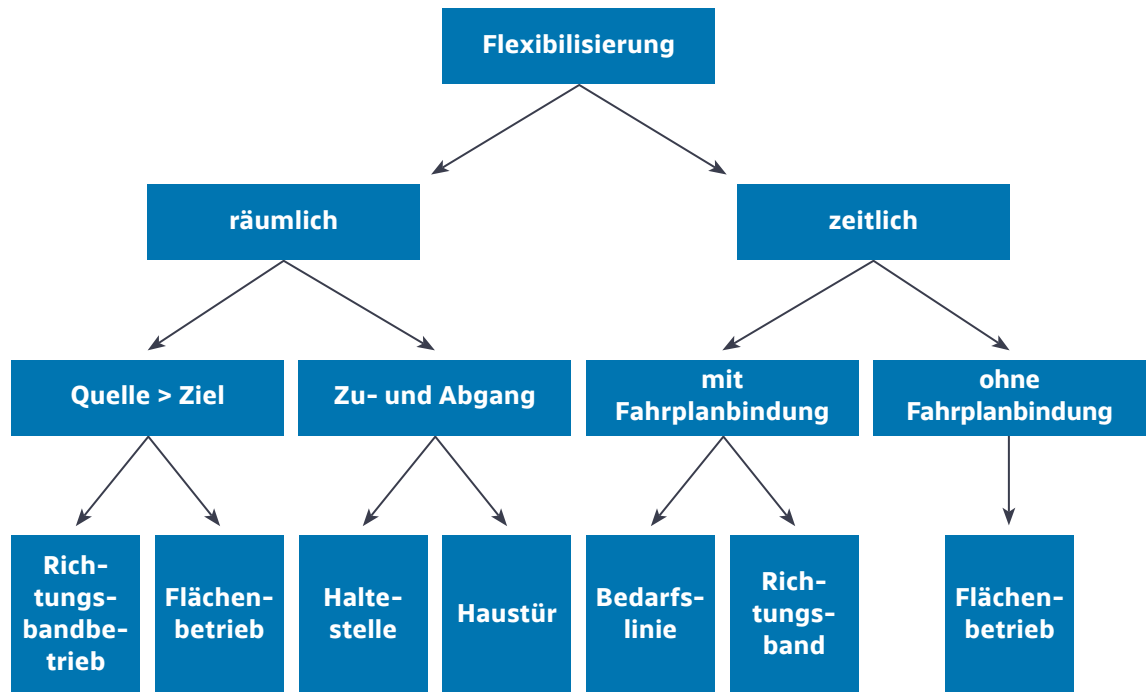 Flexibilisierung
räumlich
zeitlich
Quelle > Ziel
Zu- und Abgang
mit
Fahrplanbindung
ohne
Fahrplanbindung
Rich-
tungs-
bandbe-
trieb
Flächen-
betrieb
Halte-
stelle
Haustür
Bedarfs-
linie
Rich-
tungs-
band
Flächen-
betrieb